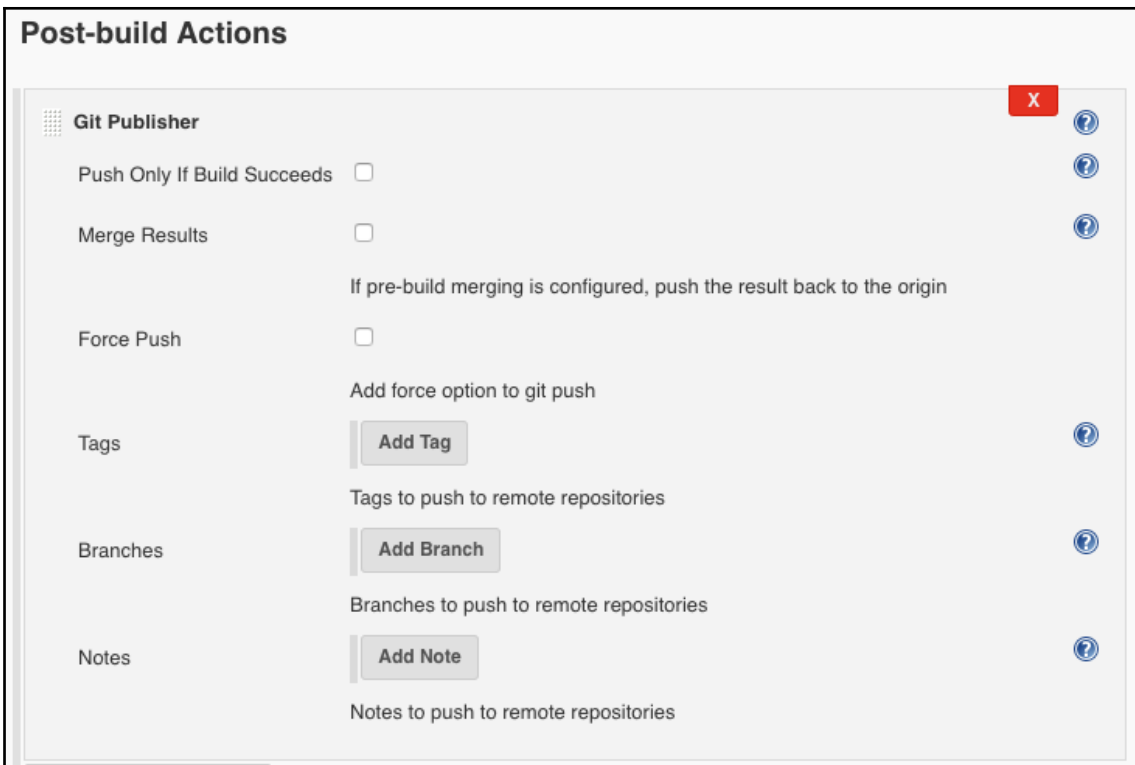 Post-build Actions
X
Git Publisher
?
Push Only If Build Succeeds
?
Merge Results
?
If pre-build merging is configured, push the result back to the origin
Force Push
Add force option to git push
Tags
Add Tag
?
Tags to push to remote repositories
Branches
Add Branch
?
Branches to push to remote repositories
Notes
Add Note
?
Notes to push to remote repositories